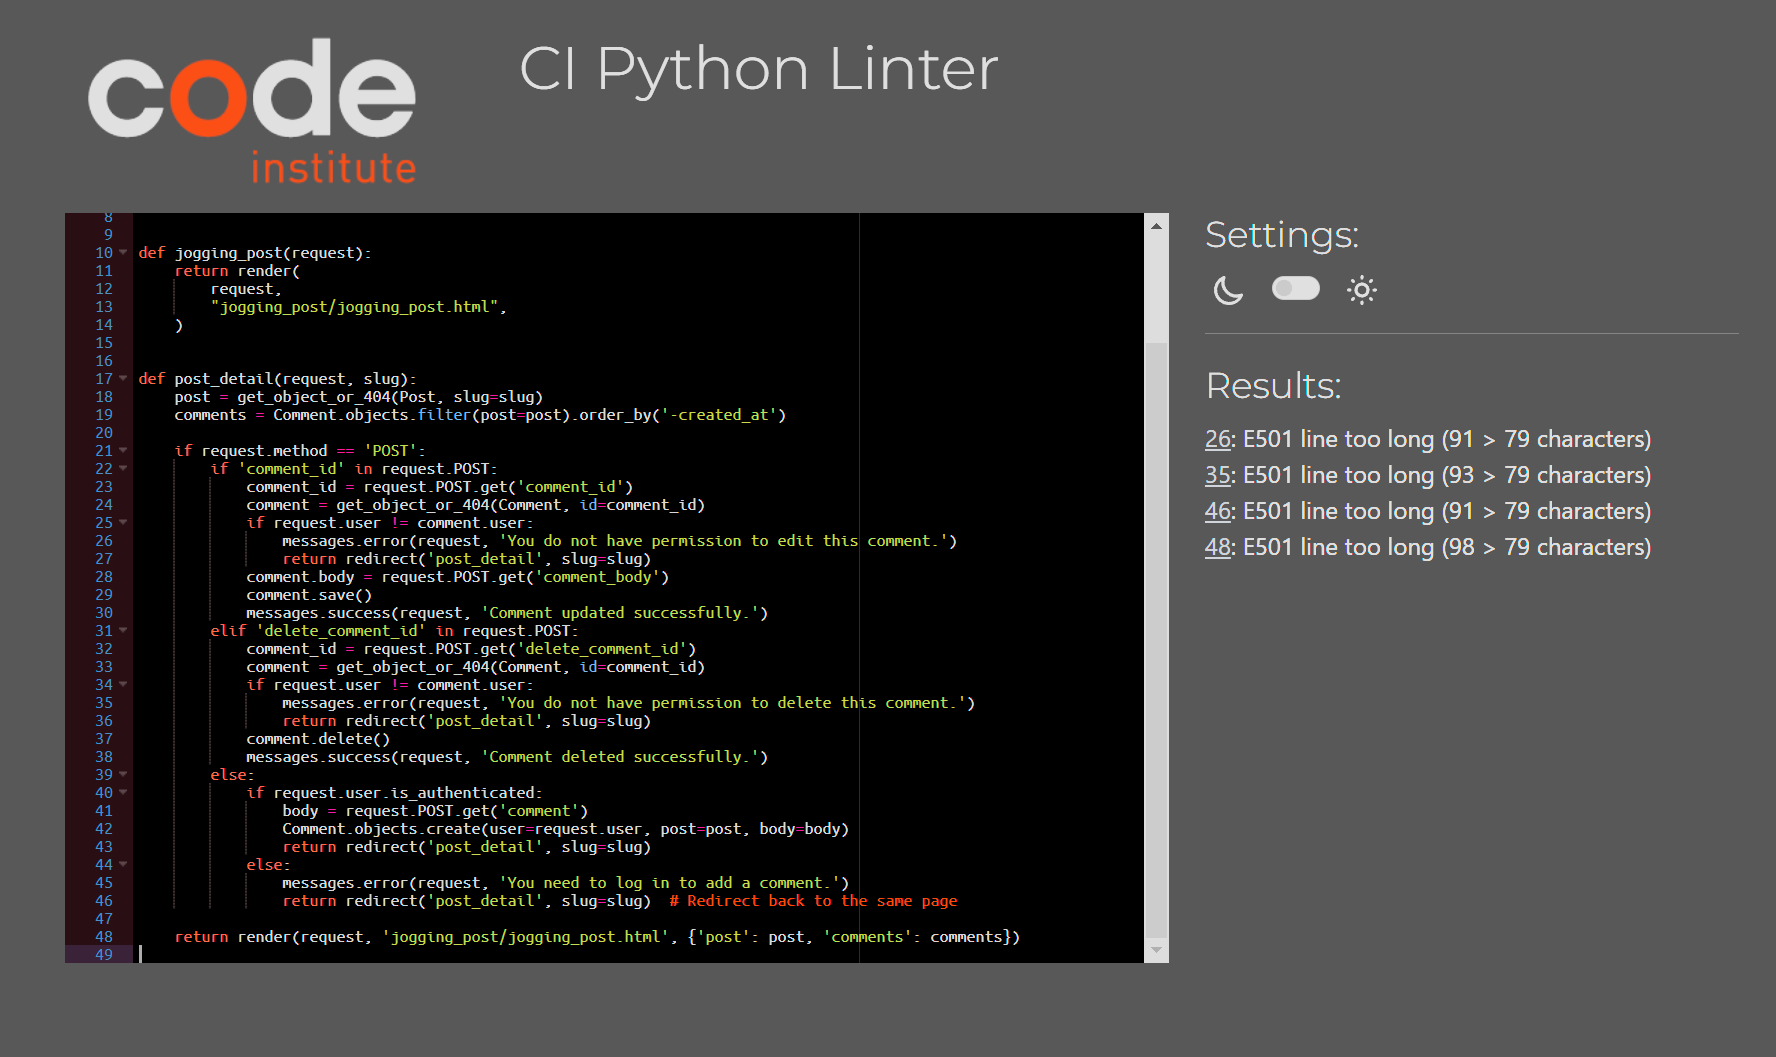 code
institute
CI Python Linter
8
9
10 def jogging_post(request):
11     return render(
12         request,
13         "jogging_post/jogging_post.html",
14     )
15
16
17 def post_detail(request, slug):
18     post = get_object_or_404(Post, slug=slug)
19     comments = Comment.objects.filter(post=post).order_by('-created_at')
20
21     if request.method == 'POST':
22         if 'comment_id' in request.POST:
23             comment_id = request.POST.get('comment_id')
24             comment = get_object_or_404(Comment, id=comment_id)
25             if request.user != comment.user:
26                 messages.error(request, 'You do not have permission to edit this comment.')
27                 return redirect('post_detail', slug=slug)
28             comment.body = request.POST.get('comment_body')
29             comment.save()
30             messages.success(request, 'Comment updated successfully.')
31         elif 'delete_comment_id' in request.POST:
32             comment_id = request.POST.get('delete_comment_id')
33             comment = get_object_or_404(Comment, id=comment_id)
34             if request.user != comment.user:
35                 messages.error(request, 'You do not have permission to delete this comment.')
36                 return redirect('post_detail', slug=slug)
37             comment.delete()
38             messages.success(request, 'Comment deleted successfully.')
39         else:
40             if request.user.is_authenticated:
41                 body = request.POST.get('comment')
42                 Comment.objects.create(user=request.user, post=post, body=body)
43                 return redirect('post_detail', slug=slug)
44             else:
45                 messages.error(request, 'You need to log in to add a comment.')
46                 return redirect('post_detail', slug=slug)  # Redirect back to the same page
47
48     return render(request, 'jogging_post/jogging_post.html', {'post': post, 'comments': comments})
49
Settings:
Results:
26: E501 line too long (91 > 79 characters)
35: E501 line too long (93 > 79 characters)
46: E501 line too long (91 > 79 characters)
48: E501 line too long (98 > 79 characters)